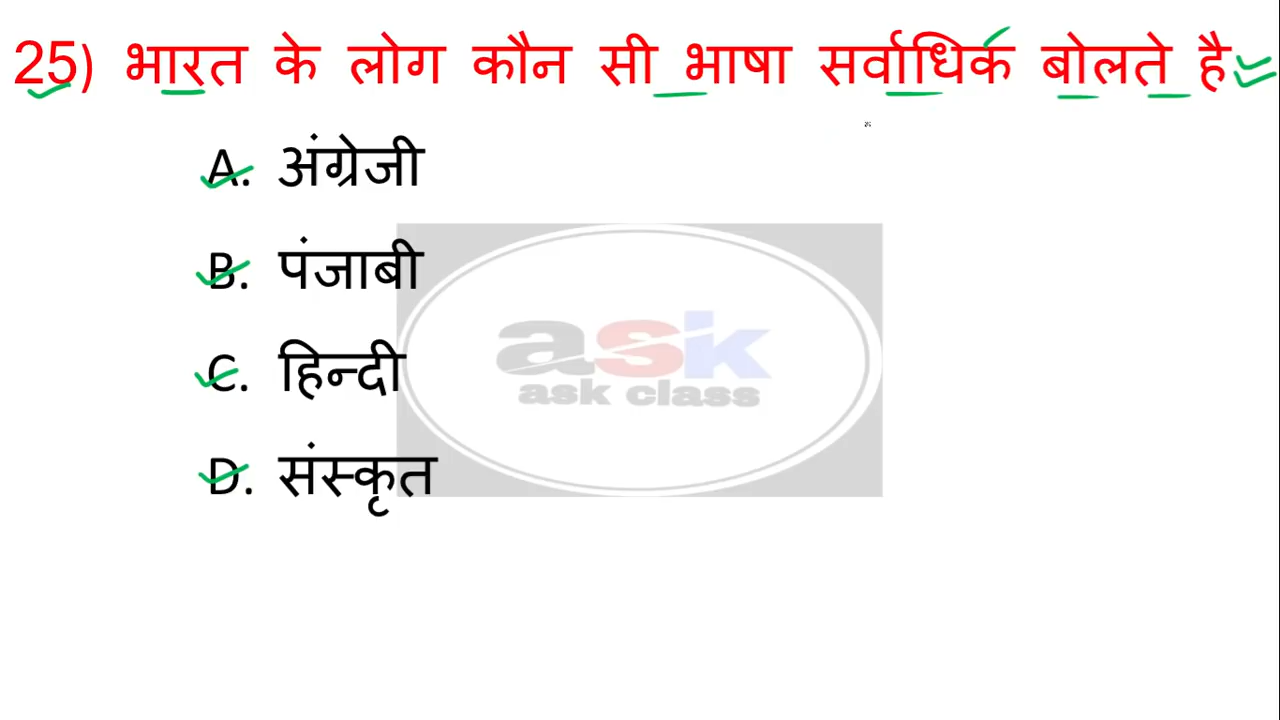 25) भारत के लोग कौन सी भाषा सर्वाधिक बोलते है
A. अंग्रेजी
B. पंजाबी
C. हिन्दी
D. संस्कृत
ask
ask class